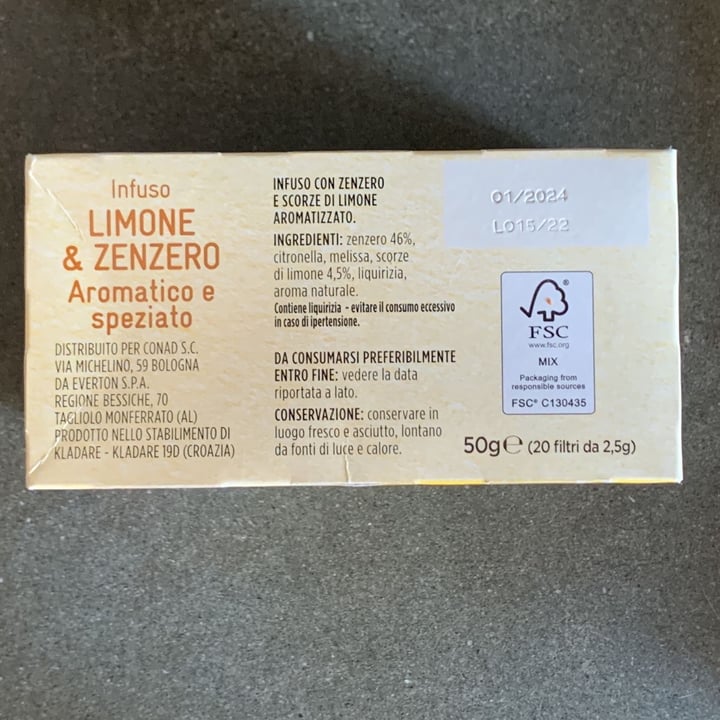 Infuso
LIMONE
& ZENZERO
Aromatico e
speziato
DISTRIBUITO PER CONAD S.C.
VIA MICHELINO, 59 BOLOGNA
DA EVERTON S.P.A.
REGIONE BESSICHE, 70
TAGLIOLO MONFERRATO (AL)
PRODOTTO NELLO STABILIMENTO DI
KLADARE - KLADARE 19D (CROAZIA)
INFUSO CON ZENZERO
E SCORZE DI LIMONE
AROMATIZZATO.
INGREDIENTI: zenzero 46%,
citronella, melissa, scorze
di limone 4,5%, liquirizia,
aroma naturale.
Contiene liquirizia - evitare il consumo eccessivo
in caso di ipertensione.
DA CONSUMARSI PREFERIBILMENTE
ENTRO FINE: vedere la data
riportata a lato.
CONSERVAZIONE: conservare in
luogo fresco e asciutto, lontano
da fonti di luce e calore.
01/2024
L015/22
®
FSC
www.fsc.org
MIX
Packaging from
responsible sources
FSC® C130435
50g℮ (20 filtri da 2,5g)